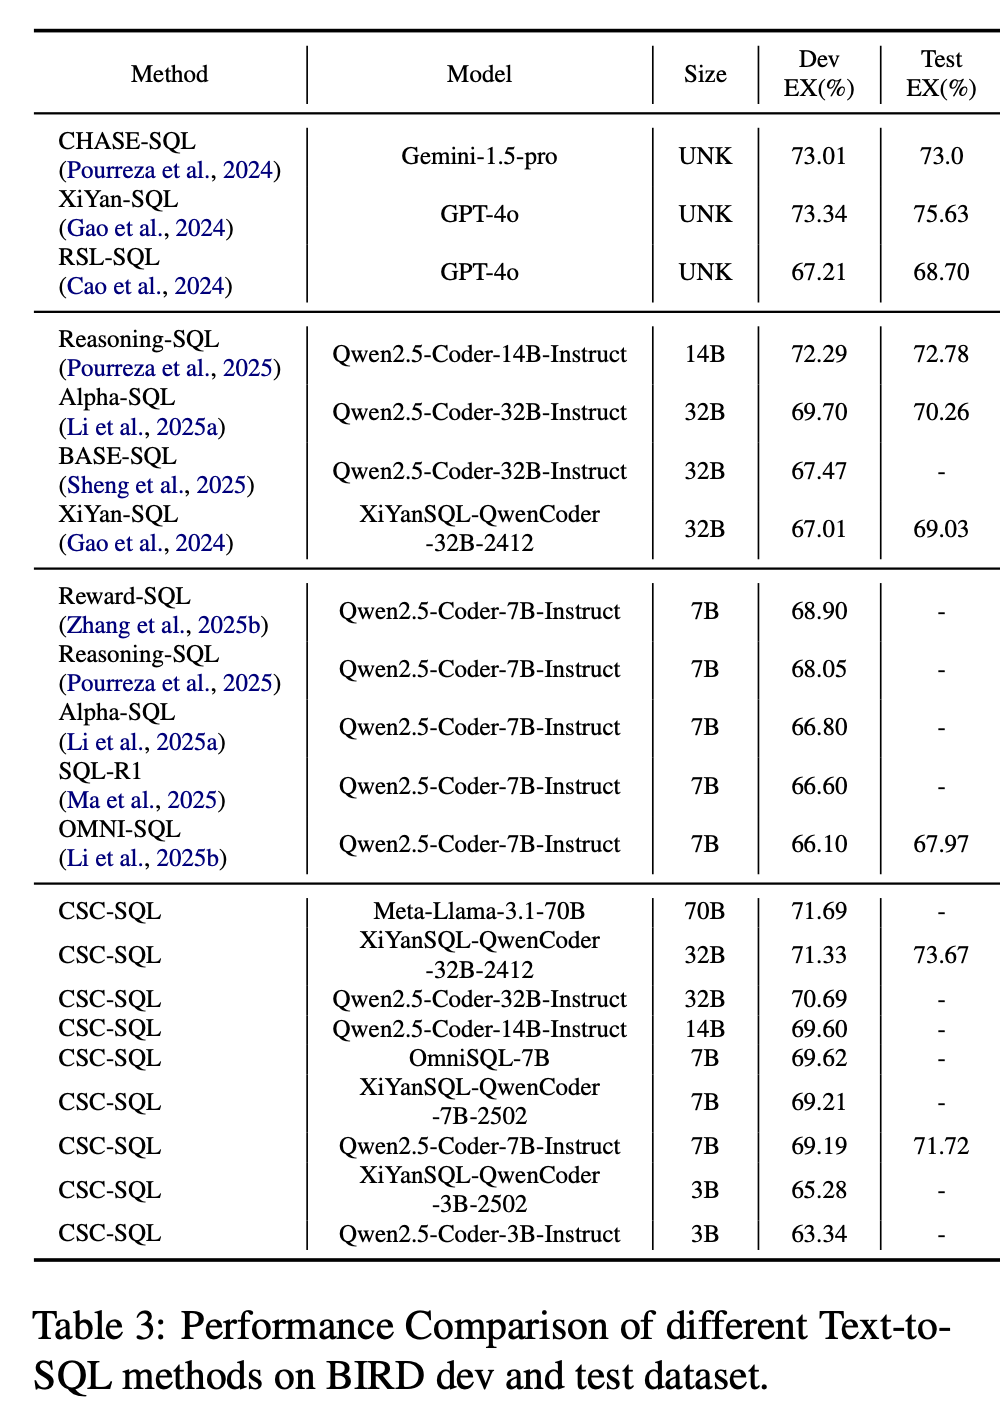 Method Model Size Dev EX(%) Test EX(%)
CHASE-SQL (Pourreza et al., 2024) Gemini-1.5-pro UNK 73.01 73.0
XiYan-SQL (Gao et al., 2024) GPT-4o UNK 73.34 75.63
RSL-SQL (Cao et al., 2024) GPT-4o UNK 67.21 68.70
Reasoning-SQL (Pourreza et al., 2025) Qwen2.5-Coder-14B-Instruct 14B 72.29 72.78
Alpha-SQL (Li et al., 2025a) Qwen2.5-Coder-32B-Instruct 32B 69.70 70.26
BASE-SQL (Sheng et al., 2025) Qwen2.5-Coder-32B-Instruct 32B 67.47 -
XiYan-SQL (Gao et al., 2024) XiYanSQL-QwenCoder -32B-2412 32B 67.01 69.03
Reward-SQL (Zhang et al., 2025b) Qwen2.5-Coder-7B-Instruct 7B 68.90 -
Reasoning-SQL (Pourreza et al., 2025) Qwen2.5-Coder-7B-Instruct 7B 68.05 -
Alpha-SQL (Li et al., 2025a) Qwen2.5-Coder-7B-Instruct 7B 66.80 -
SQL-R1 (Ma et al., 2025) Qwen2.5-Coder-7B-Instruct 7B 66.60 -
OMNI-SQL (Li et al., 2025b) Qwen2.5-Coder-7B-Instruct 7B 66.10 67.97
CSC-SQL Meta-Llama-3.1-70B 70B 71.69 -
CSC-SQL XiYanSQL-QwenCoder -32B-2412 32B 71.33 73.67
CSC-SQL Qwen2.5-Coder-32B-Instruct 32B 70.69 -
CSC-SQL Qwen2.5-Coder-14B-Instruct 14B 69.60 -
CSC-SQL OmniSQL-7B 7B 69.62 -
CSC-SQL XiYanSQL-QwenCoder -7B-2502 7B 69.21 -
CSC-SQL Qwen2.5-Coder-7B-Instruct 7B 69.19 71.72
CSC-SQL XiYanSQL-QwenCoder -3B-2502 3B 65.28 -
CSC-SQL Qwen2.5-Coder-3B-Instruct 3B 63.34 -
Table 3: Performance Comparison of different Text-to-
SQL methods on BIRD dev and test dataset.